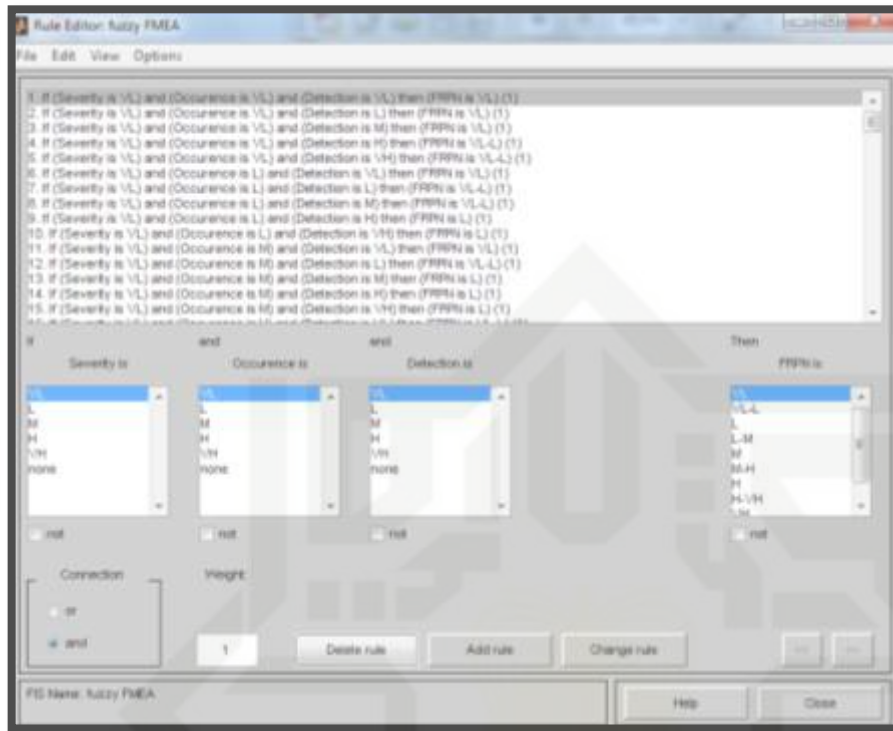 Rule Editor: fuzzy FMEA
File Edit View Options
1. If (Severity is VL) and (Occurence is VL) and (Detection is VL) then (FRPN is VL) (1)
2. If (Severity is VL) and (Occurence is VL) and (Detection is L) then (FRPN is VL) (1)
3. If (Severity is VL) and (Occurence is VL) and (Detection is M) then (FRPN is VL) (1)
4. If (Severity is VL) and (Occurence is VL) and (Detection is H) then (FRPN is VL-L) (1)
5. If (Severity is VL) and (Occurence is VL) and (Detection is VH) then (FRPN is VL-L) (1)
6. If (Severity is VL) and (Occurence is L) and (Detection is VL) then (FRPN is VL) (1)
7. If (Severity is VL) and (Occurence is L) and (Detection is L) then (FRPN is VL-L) (1)
8. If (Severity is VL) and (Occurence is L) and (Detection is M) then (FRPN is VL-L) (1)
9. If (Severity is VL) and (Occurence is L) and (Detection is H) then (FRPN is L) (1)
10. If (Severity is VL) and (Occurence is L) and (Detection is VH) then (FRPN is L) (1)
11. If (Severity is VL) and (Occurence is M) and (Detection is VL) then (FRPN is VL) (1)
12. If (Severity is VL) and (Occurence is M) and (Detection is L) then (FRPN is VL-L) (1)
13. If (Severity is VL) and (Occurence is M) and (Detection is M) then (FRPN is L) (1)
14. If (Severity is VL) and (Occurence is M) and (Detection is H) then (FRPN is L) (1)
15. If (Severity is VL) and (Occurence is M) and (Detection is VH) then (FRPN is L) (1)
If and and Then
Severity is Occurence is Detection is FRPN is
VL VL VL VL
L L L VL-L
M M M L
H H H L-M
VH VH VH M
none none none M-H
H
H-VH
VH
not not not not
Connection Weight:
or
and 1 Delete rule Add rule Change rule << >>
FIS Name: fuzzy FMEA Help Close